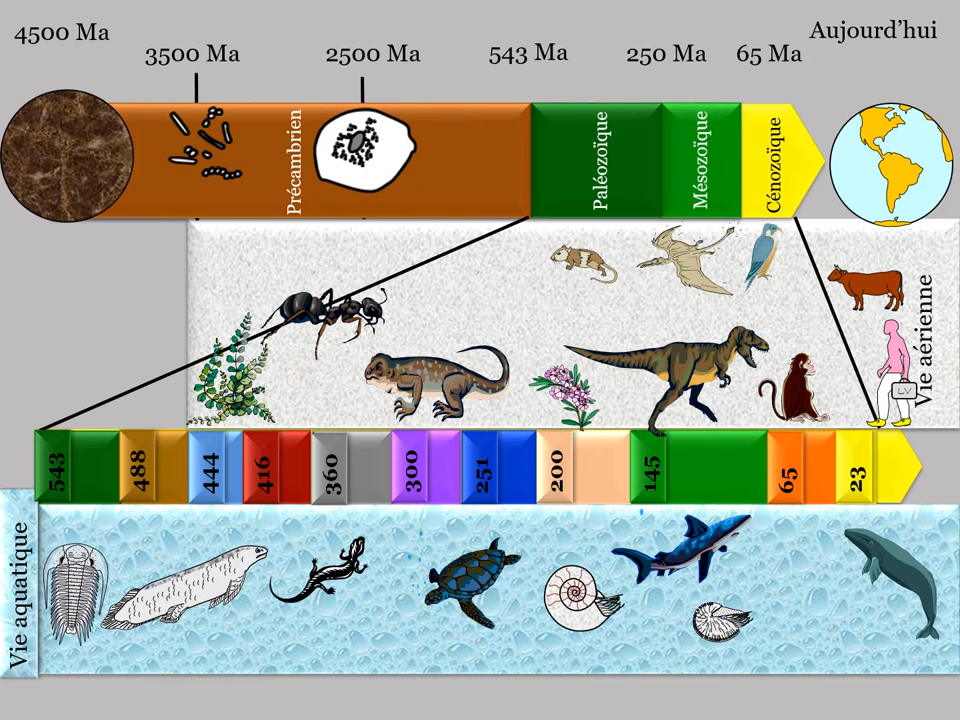 4500 Ma
3500 Ma
2500 Ma
543 Ma
250 Ma
65 Ma
Aujourd'hui
Précambrien
Paléozoïque
Mésozoïque
Cénozoïque
Vie aérienne
LV
543
488
444
416
360
300
251
200
145
65
23
Vie aquatique